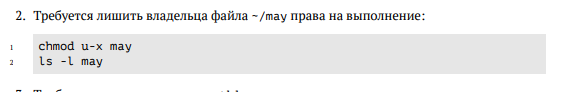 2. Требуется лишить владельца файла ~/may права на выполнение:
1 chmod u-x may
2 ls -l may